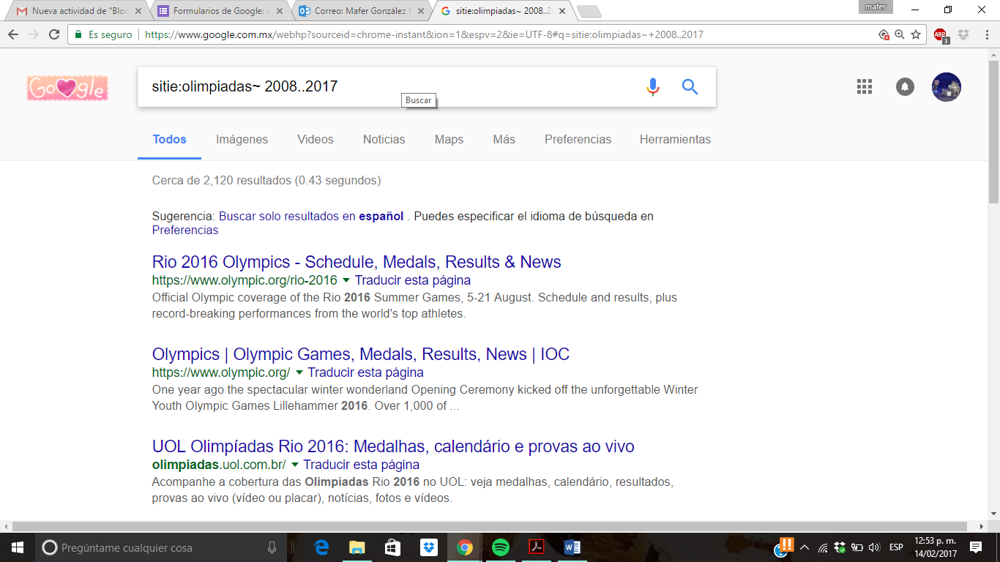 mafer
Nueva actividad de "Bloc
Formularios de Google: c
Correo: Mafer González F
sitie:olimpiadas~ 2008..2
Es seguro
https://www.google.com.mx/webhp?sourceid=chrome-instant&ion=1&espv=2&ie=UTF-8#q=sitie:olimpiadas~+2008..2017
ABP
3
Google
sitie:olimpiadas~ 2008..2017
Buscar
Todos
Imágenes
Videos
Noticias
Maps
Más
Preferencias
Herramientas
Cerca de 2,120 resultados (0.43 segundos)
Sugerencia: Buscar solo resultados en español . Puedes especificar el idioma de búsqueda en
Preferencias
Rio 2016 Olympics - Schedule, Medals, Results & News
https://www.olympic.org/rio-2016 Traducir esta página
Official Olympic coverage of the Rio 2016 Summer Games, 5-21 August. Schedule and results, plus
record-breaking performances from the world's top athletes.
Olympics | Olympic Games, Medals, Results, News | IOC
https://www.olympic.org/ Traducir esta página
One year ago the spectacular winter wonderland Opening Ceremony kicked off the unforgettable Winter
Youth Olympic Games Lillehammer 2016. Over 1,000 of ...
UOL Olimpíadas Rio 2016: Medalhas, calendário e provas ao vivo
olimpiadas.uol.com.br/ Traducir esta página
Acompanhe a cobertura das Olimpíadas Rio 2016 no UOL: veja medalhas, calendário, resultados,
provas ao vivo (vídeo ou placar), notícias, fotos e vídeos.
Pregúntame cualquier cosa
ESP
12:53 p. m.
14/02/2017